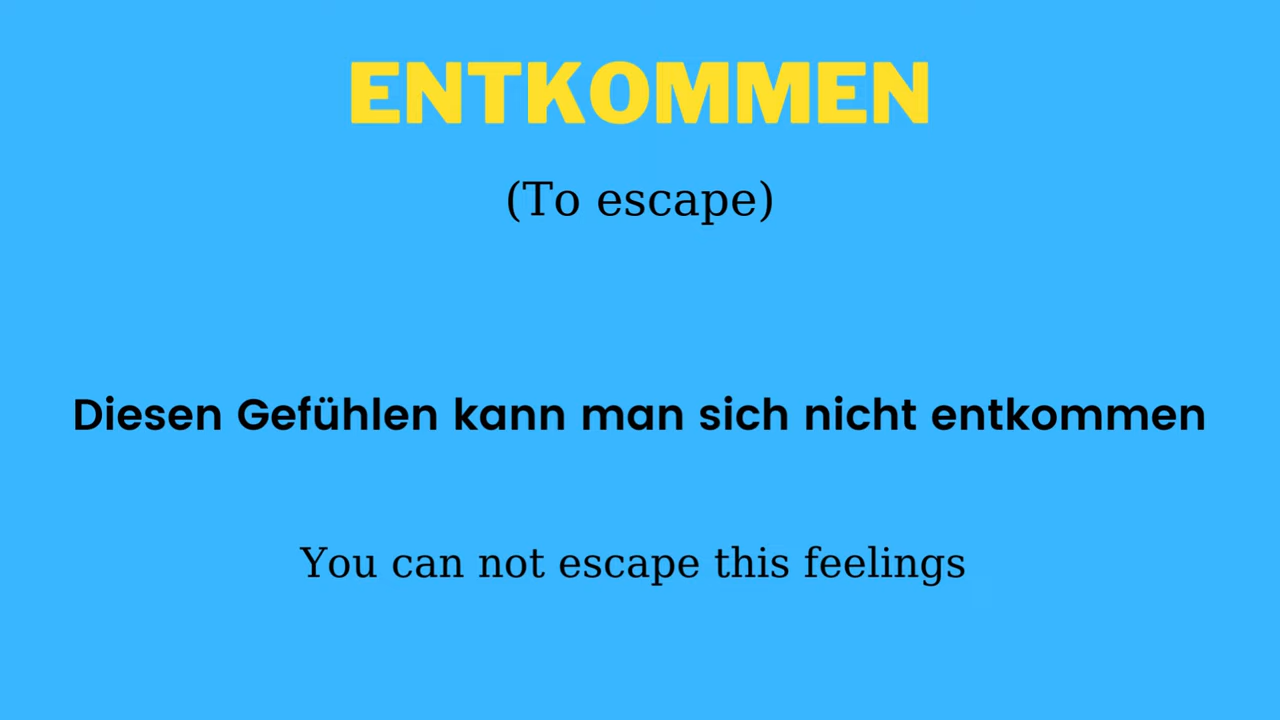 ENTKOMMEN
(To escape)
Diesen Gefühlen kann man sich nicht entkommen
You can not escape this feelings